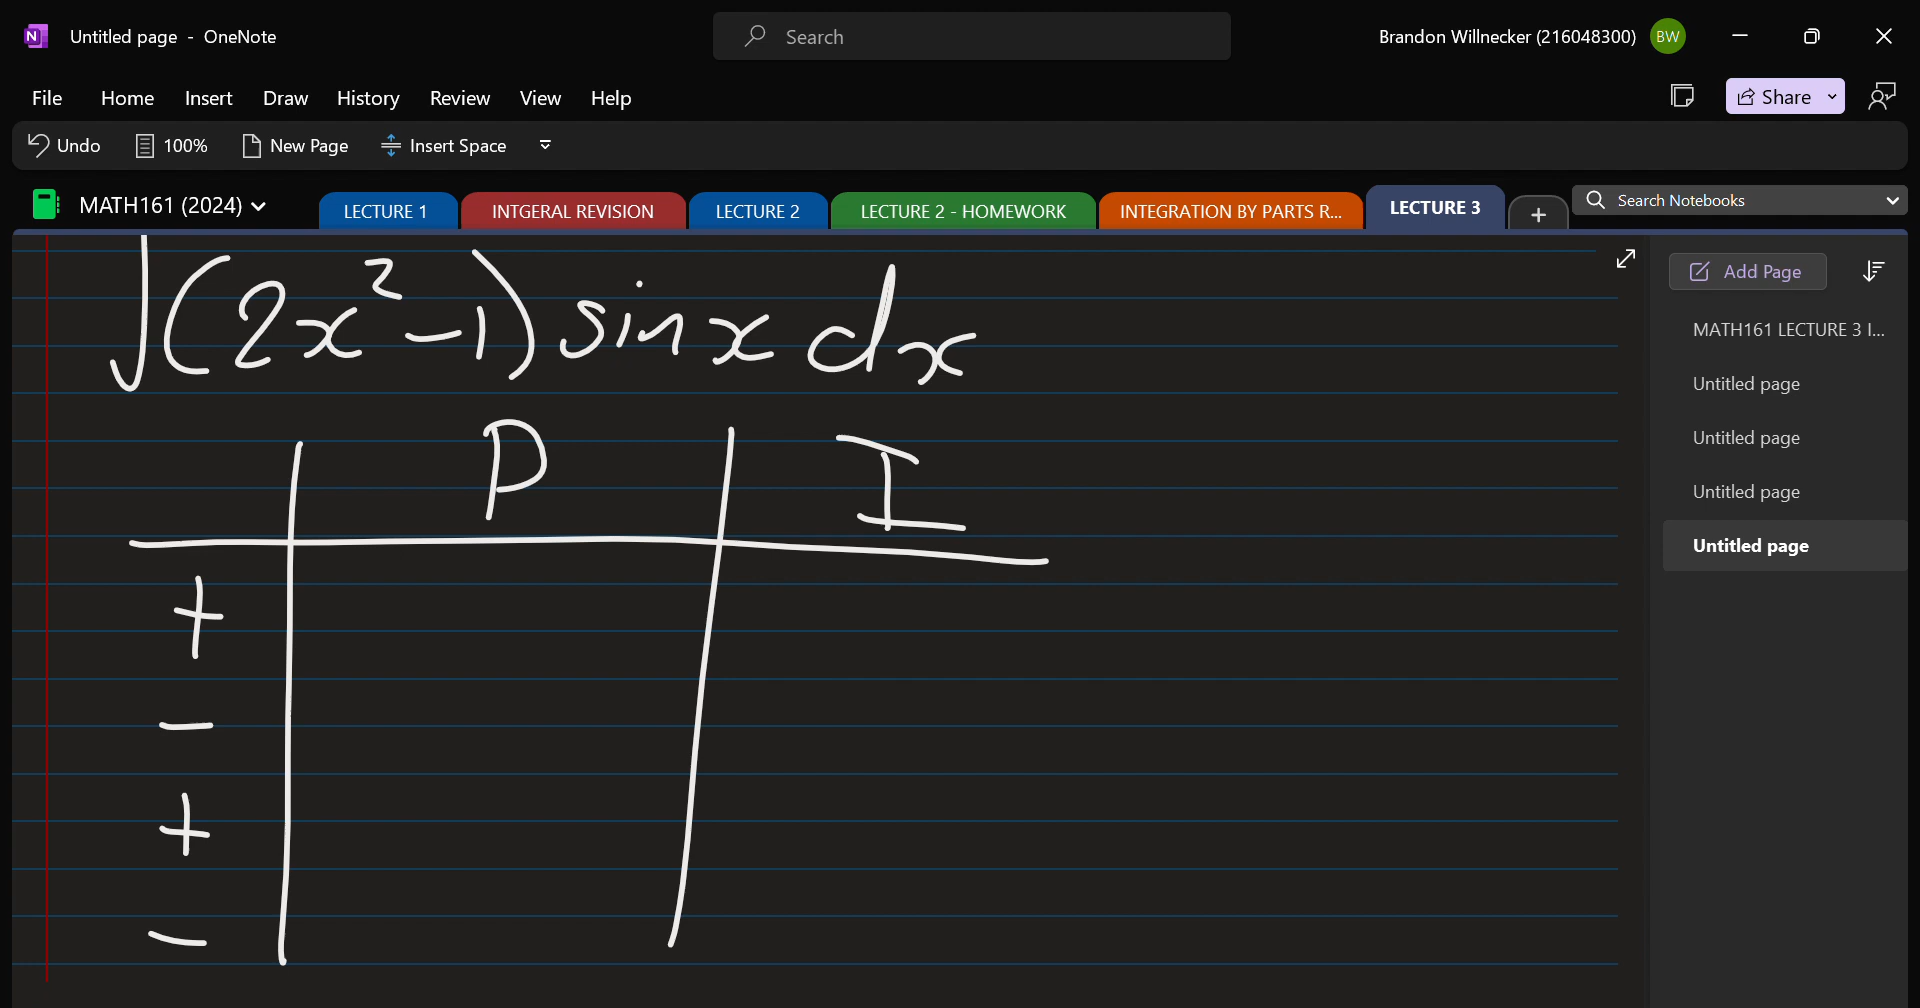 Untitled page - OneNote
Search
Brandon Willnecker (216048300) BW
File Home Insert Draw History Review View Help
Share
Undo 100% New Page Insert Space
MATH161 (2024)
LECTURE 1 INTGERAL REVISION LECTURE 2 LECTURE 2 - HOMEWORK INTEGRATION BY PARTS R... LECTURE 3 +
Search Notebooks
∫(2x²-1) sin x dx
D I
+
-
+
-
Add Page
MATH161 LECTURE 3 I...
Untitled page
Untitled page
Untitled page
Untitled page